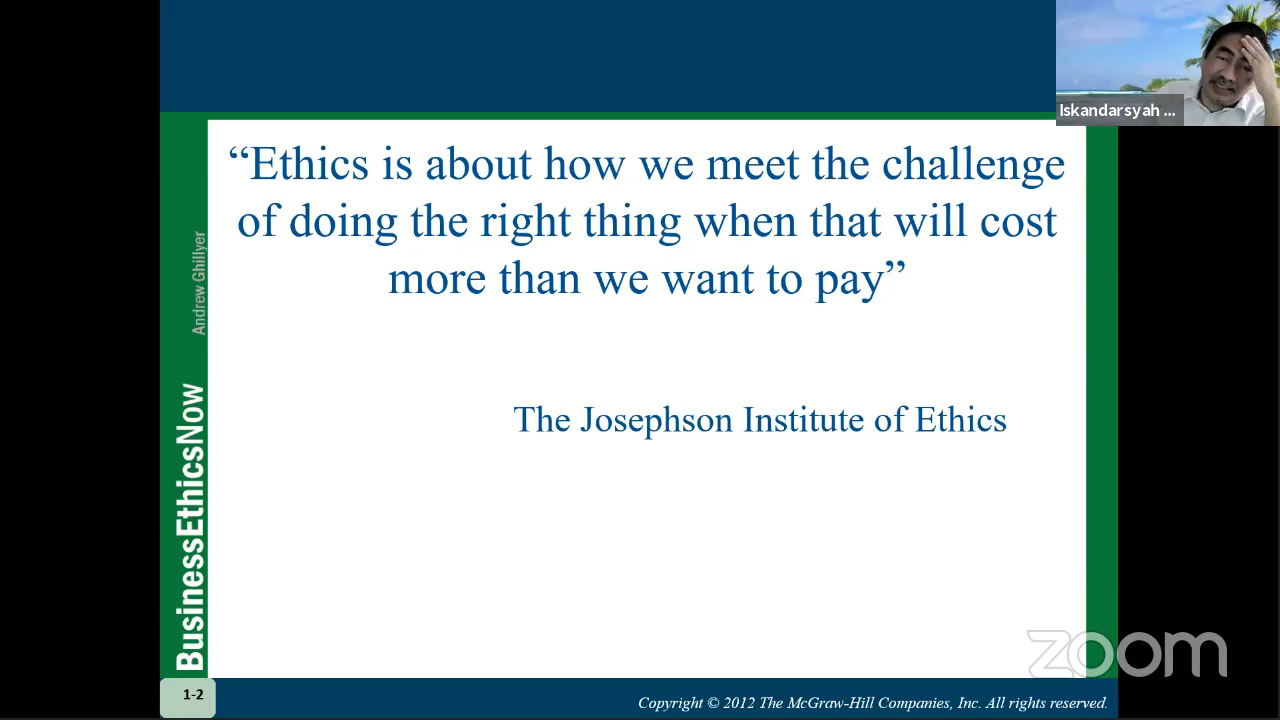 Iskandarsyah ...
“Ethics is about how we meet the challenge
of doing the right thing when that will cost
more than we want to pay”
The Josephson Institute of Ethics
Andrew Ghillyer
BusinessEthicsNow
zoom
1-2
Copyright © 2012 The McGraw-Hill Companies, Inc. All rights reserved.